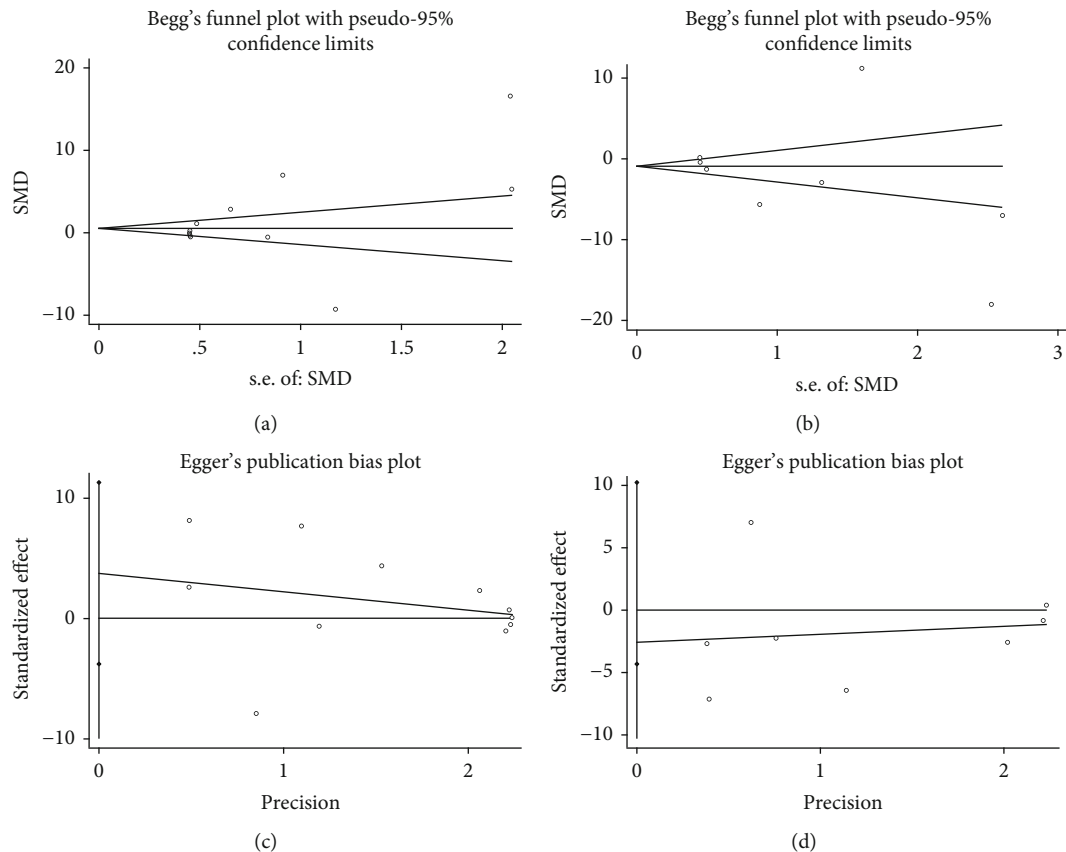 Begg's funnel plot with pseudo-95%
confidence limits
20
10
0
−10
SMD
0
.5
1
1.5
2
s.e. of: SMD
(a)
Begg's funnel plot with pseudo-95%
confidence limits
10
0
−10
−20
SMD
0
1
2
3
s.e. of: SMD
(b)
Egger's publication bias plot
10
0
−10
Standardized effect
0
1
2
Precision
(c)
Egger's publication bias plot
10
5
0
−5
−10
Standardized effect
0
1
2
Precision
(d)